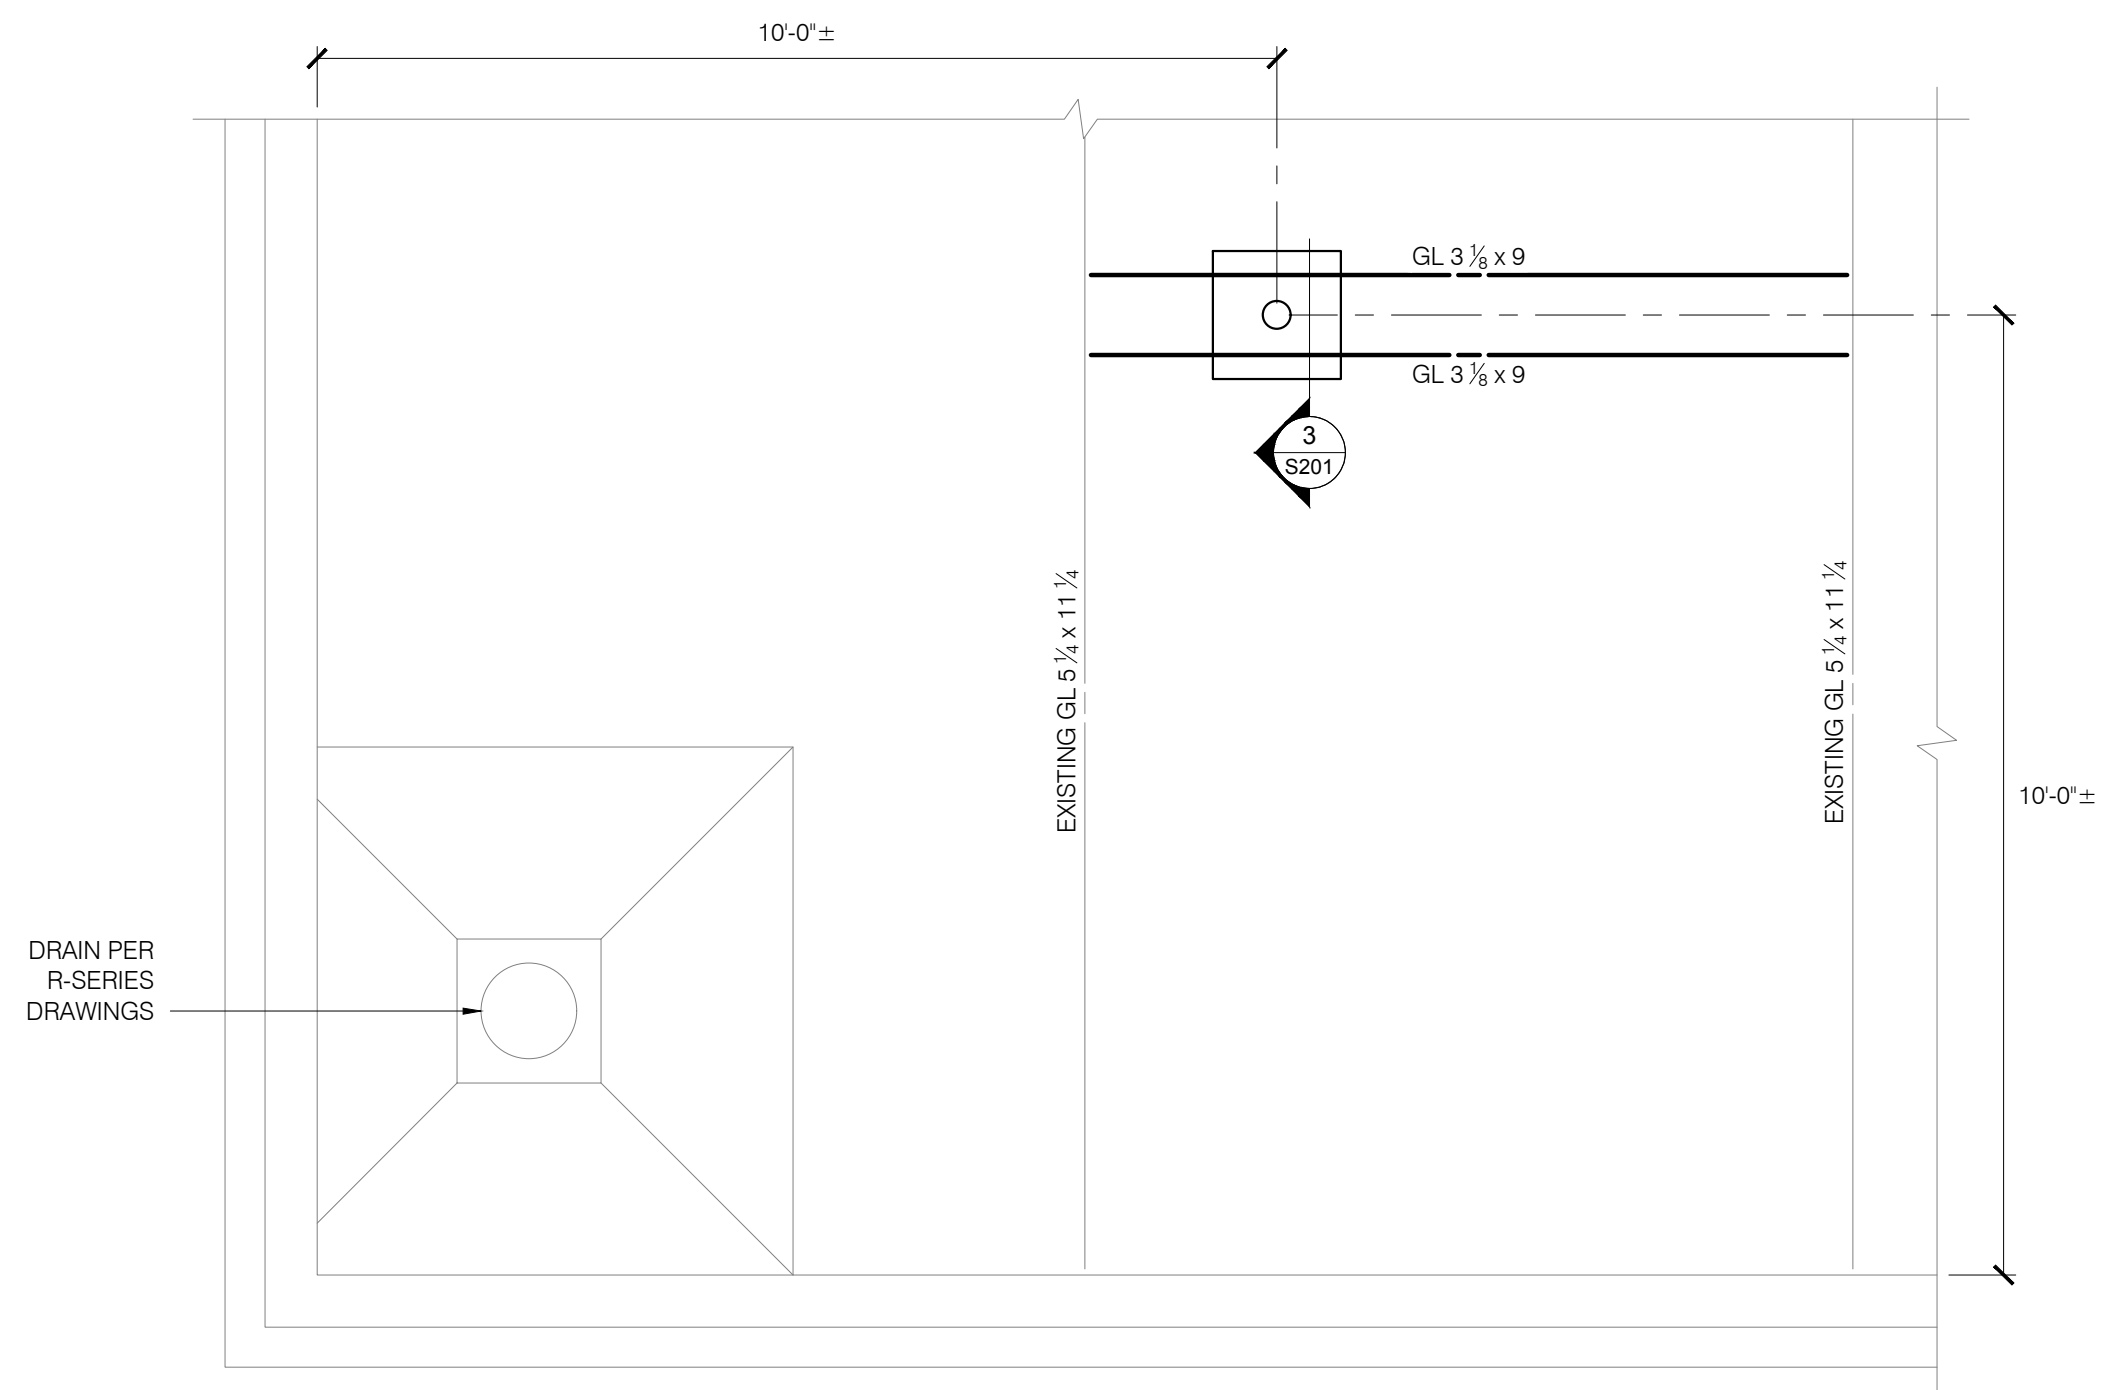 10'-0"±
GL 3 ⅛ x 9
GL 3 ⅛ x 9
3
S201
EXISTING GL 5 ¼ x 11 ¼
EXISTING GL 5 ¼ x 11 ¼
10'-0"±
DRAIN PER
R-SERIES
DRAWINGS